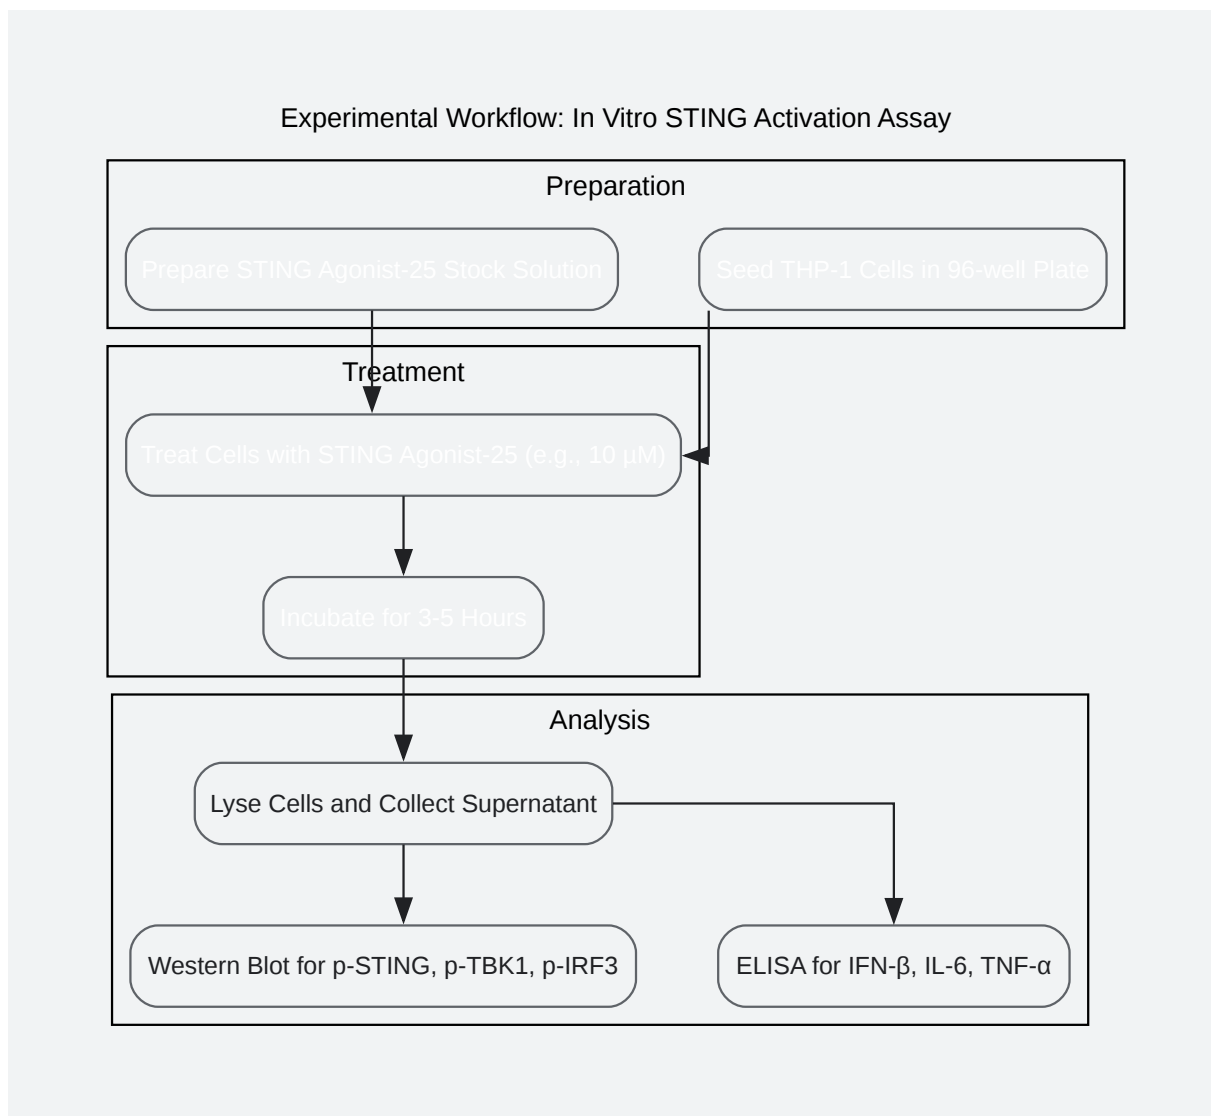 Experimental Workflow: In Vitro STING Activation Assay
Preparation
Prepare STING Agonist-25 Stock Solution
Seed THP-1 Cells in 96-well Plate
Treatment
Treat Cells with STING Agonist-25 (e.g., 10 µM)
Incubate for 3-5 Hours
Analysis
Lyse Cells and Collect Supernatant
Western Blot for p-STING, p-TBK1, p-IRF3
ELISA for IFN-β, IL-6, TNF-α